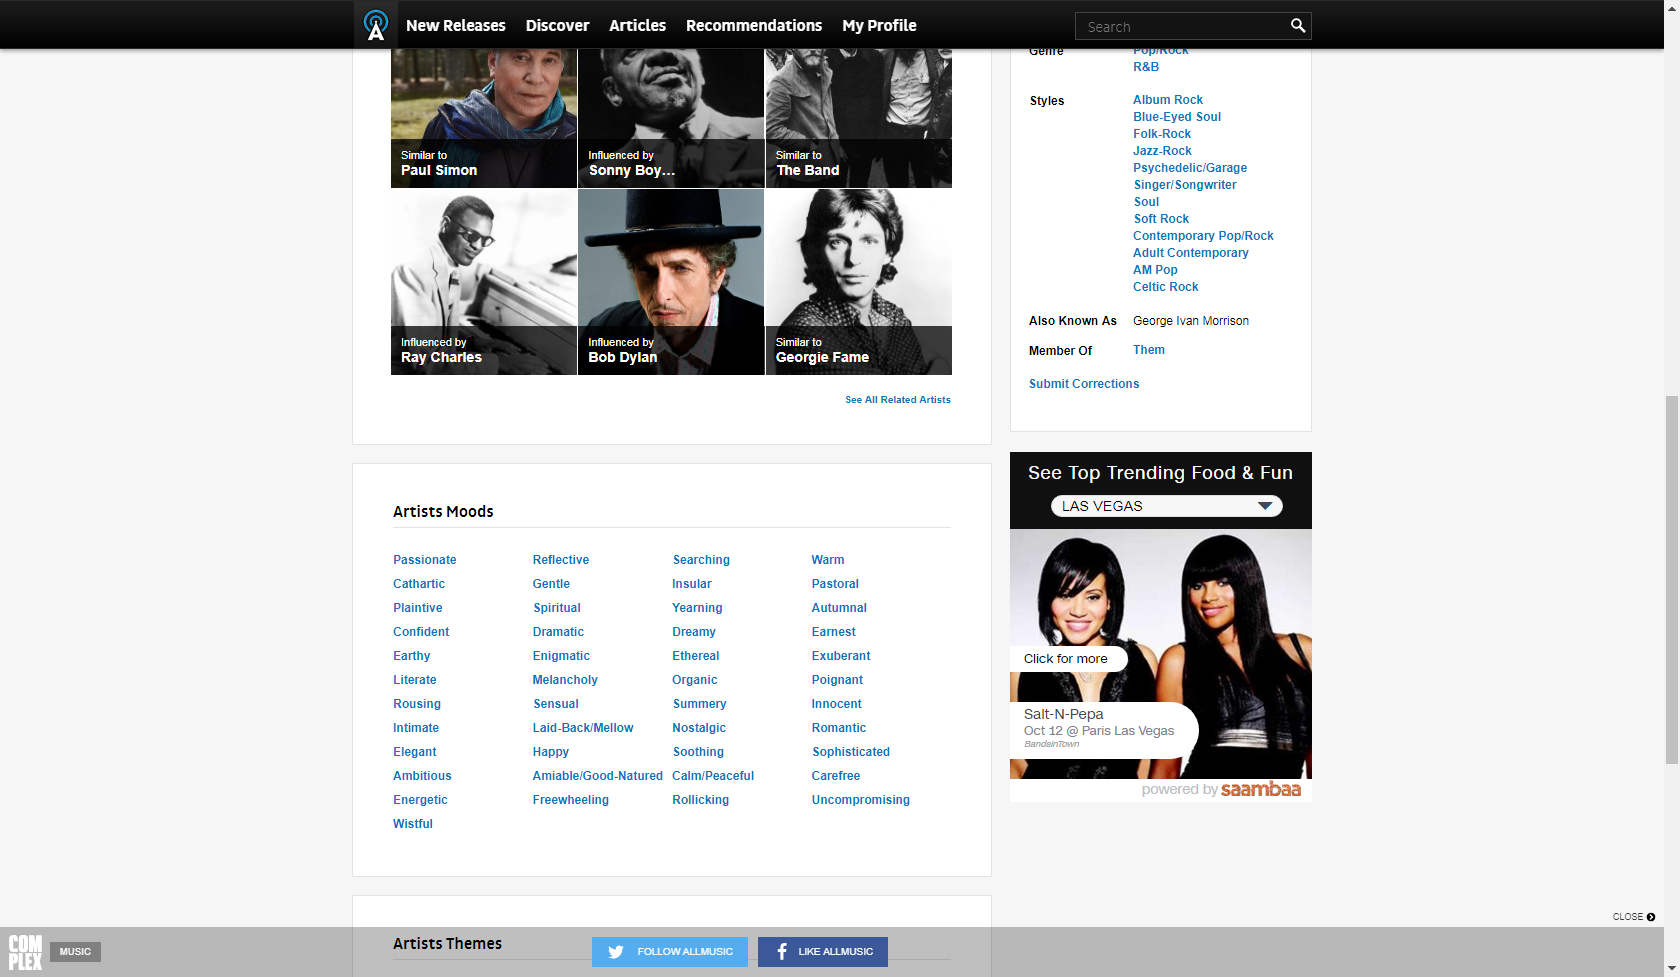 New Releases Discover Articles Recommendations My Profile Search
Similar to
Paul Simon
Influenced by
Sonny Boy...
Similar to
The Band
Influenced by
Ray Charles
Influenced by
Bob Dylan
Similar to
Georgie Fame
See All Related Artists
Genre Pop/Rock
R&B
Styles Album Rock
Blue-Eyed Soul
Folk-Rock
Jazz-Rock
Psychedelic/Garage
Singer/Songwriter
Soul
Soft Rock
Contemporary Pop/Rock
Adult Contemporary
AM Pop
Celtic Rock
Also Known As George Ivan Morrison
Member Of Them
Submit Corrections
Artists Moods
Passionate Reflective Searching Warm
Cathartic Gentle Insular Pastoral
Plaintive Spiritual Yearning Autumnal
Confident Dramatic Dreamy Earnest
Earthy Enigmatic Ethereal Exuberant
Literate Melancholy Organic Poignant
Rousing Sensual Summery Innocent
Intimate Laid-Back/Mellow Nostalgic Romantic
Elegant Happy Soothing Sophisticated
Ambitious Amiable/Good-Natured Calm/Peaceful Carefree
Energetic Freewheeling Rollicking Uncompromising
Wistful
See Top Trending Food & Fun
LAS VEGAS
Click for more
Salt-N-Pepa
Oct 12 @ Paris Las Vegas
BandsInTown
powered by saambaa
CLOSE
Artists Themes
COM
PLEX
MUSIC
FOLLOW ALLMUSIC
LIKE ALLMUSIC